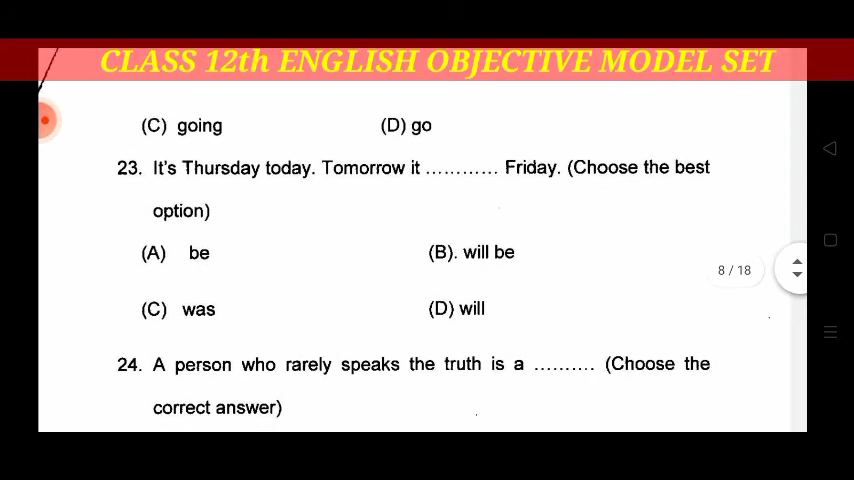 CLASS 12th ENGLISH OBJECTIVE MODEL SET
(C) going (D) go
23. It's Thursday today. Tomorrow it ............ Friday. (Choose the best
option)
(A) be (B). will be
8 / 18
(C) was (D) will
24. A person who rarely speaks the truth is a .......... (Choose the
correct answer)